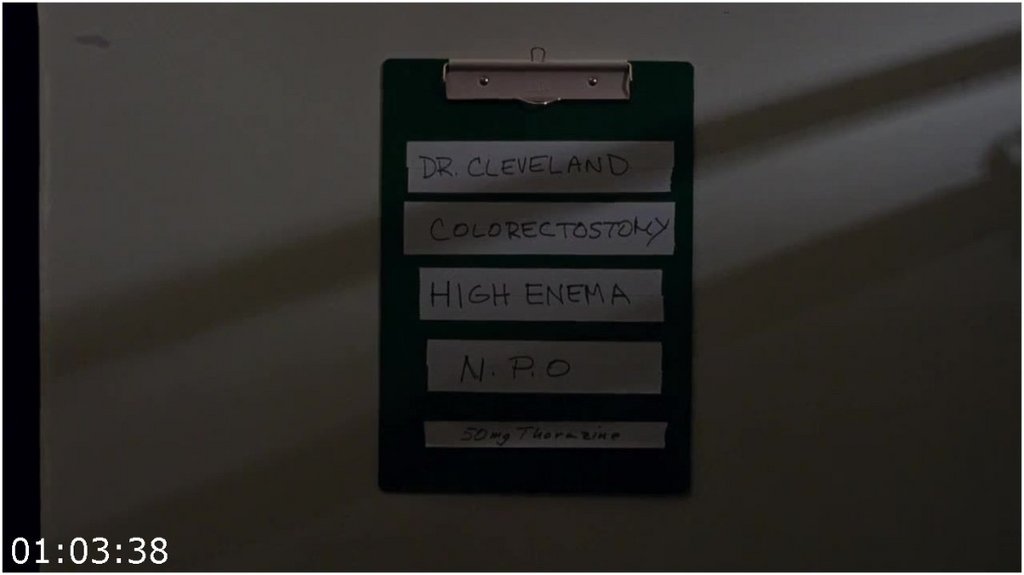 DR. CLEVELAND
COLORECTOSTOMY
HIGH ENEMA
N.P.O
50mg Thorazine
01:03:38